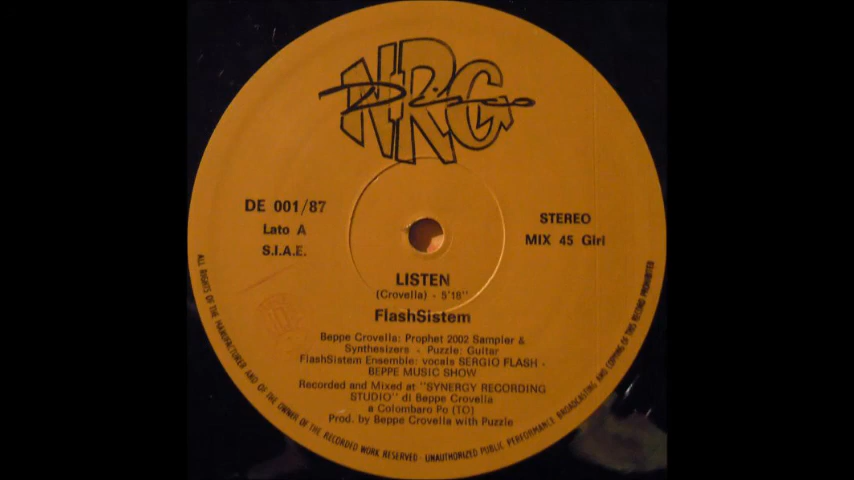 NRG
Disco
DE 001/87
Lato A
S.I.A.E.
STEREO
MIX 45 Giri
LISTEN
(Crovella) - 5'18"
FlashSistem
Beppe Crovella: Prophet 2002 Sampler &
Synthesizers - Puzzle: Guitar
FlashSistem Ensemble: vocals SERGIO FLASH -
BEPPE MUSIC SHOW
Recorded and Mixed at "SYNERGY RECORDING
STUDIO" di Beppe Crovella
a Colombaro Po (TO)
Prod. by Beppe Crovella with Puzzle
ALL RIGHTS OF THE MANUFACTURER AND OF THE OWNER OF THE RECORDED WORK RESERVED - UNAUTHORIZED PUBLIC PERFORMANCE BROADCASTING AND COPYING OF THIS RECORD PROHIBITED